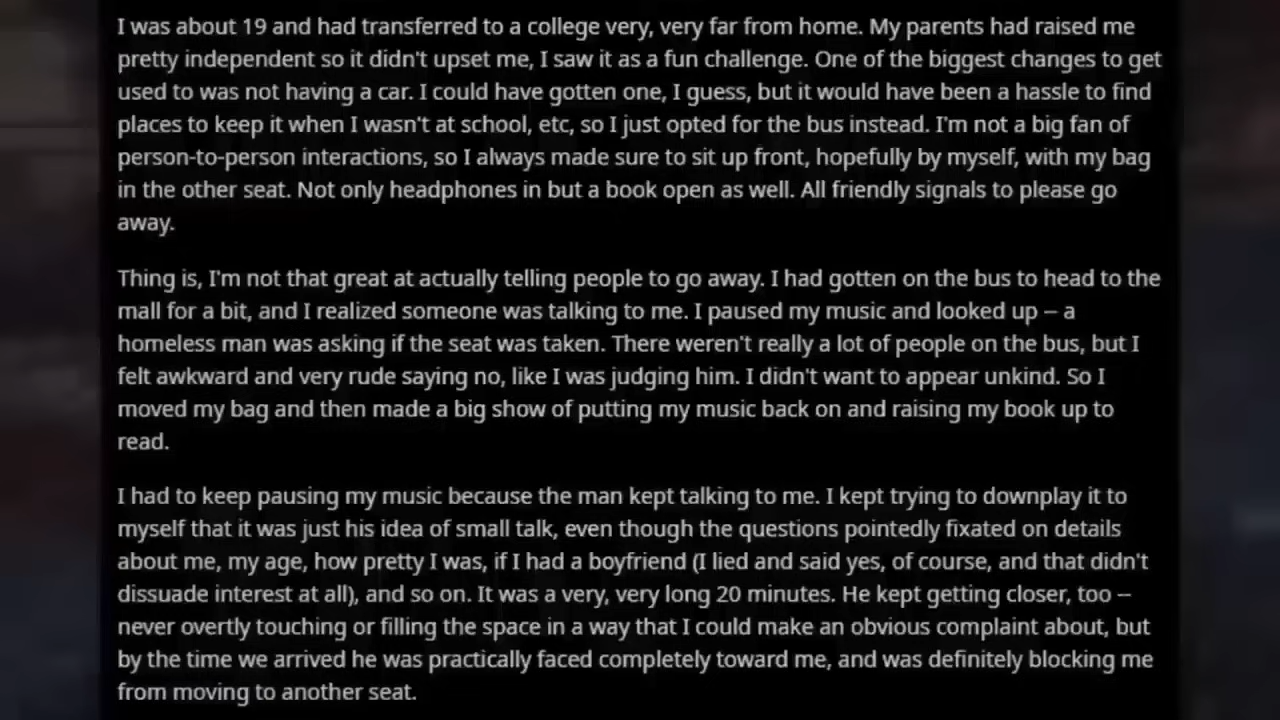 I was about 19 and had transferred to a college very, very far from home. My parents had raised me
pretty independent so it didn't upset me, I saw it as a fun challenge. One of the biggest changes to get
used to was not having a car. I could have gotten one, I guess, but it would have been a hassle to find
places to keep it when I wasn't at school, etc, so I just opted for the bus instead. I'm not a big fan of
person-to-person interactions, so I always made sure to sit up front, hopefully by myself, with my bag
in the other seat. Not only headphones in but a book open as well. All friendly signals to please go
away.
Thing is, I'm not that great at actually telling people to go away. I had gotten on the bus to head to the
mall for a bit, and I realized someone was talking to me. I paused my music and looked up -- a
homeless man was asking if the seat was taken. There weren't really a lot of people on the bus, but I
felt awkward and very rude saying no, like I was judging him. I didn't want to appear unkind. So I
moved my bag and then made a big show of putting my music back on and raising my book up to
read.
I had to keep pausing my music because the man kept talking to me. I kept trying to downplay it to
myself that it was just his idea of small talk, even though the questions pointedly fixated on details
about me, my age, how pretty I was, if I had a boyfriend (I lied and said yes, of course, and that didn't
dissuade interest at all), and so on. It was a very, very long 20 minutes. He kept getting closer, too --
never overtly touching or filling the space in a way that I could make an obvious complaint about, but
by the time we arrived he was practically faced completely toward me, and was definitely blocking me
from moving to another seat.